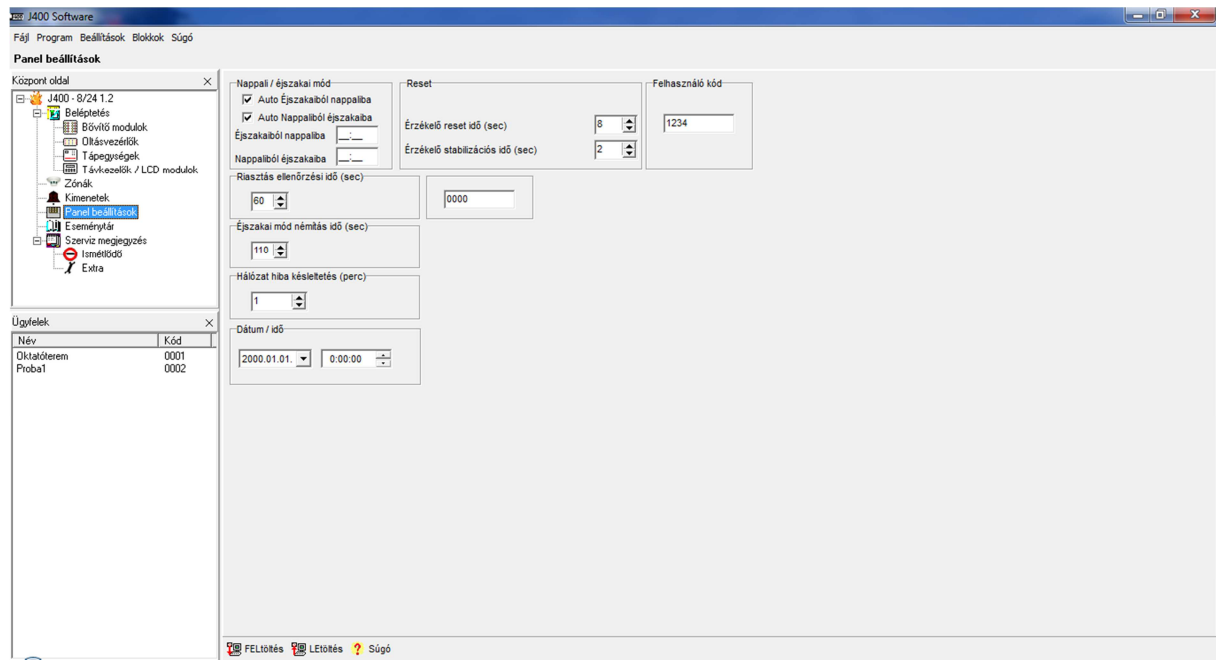 J400 Software
Fájl Program Beállítások Blokkok Súgó
Panel beállítások
Központ oldal
J400 - 8/24 1.2
Beléptetés
Bővítő modulok
Oltásvezérlők
Tápegységek
Távkezelők / LCD modulok
Zónák
Kimenetek
Panel beállítások
Eseménytár
Szerviz megjegyzés
Ismétlődő
Extra
Ügyfelek
Név Kód
Oktatóterem 0001
Proba1 0002
Nappali / éjszakai mód
Auto Éjszakaiból nappaliba
Auto Nappaliból éjszakaiba
Éjszakaiból nappaliba __:__
Nappaliból éjszakaiba __:__
Reset
Érzékelő reset idő (sec) 8
Érzékelő stabilizációs idő (sec) 2
Felhasználó kód
1234
Riasztás ellenőrzési idő (sec)
60
0000
Éjszakai mód némítás idő (sec)
110
Hálózat hiba késleltetés (perc)
1
Dátum / idő
2000.01.01. 0:00:00
FELtöltés LEtöltés ? Súgó